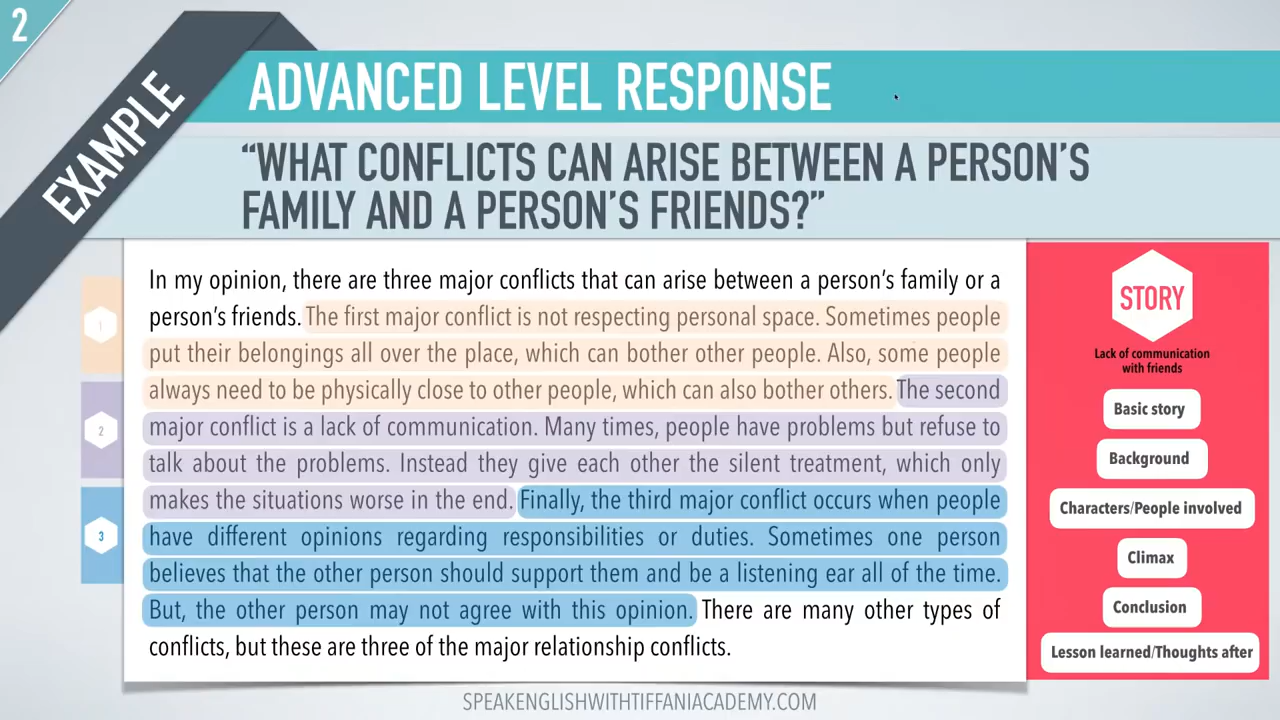 2
EXAMPLE
ADVANCED LEVEL RESPONSE
“WHAT CONFLICTS CAN ARISE BETWEEN A PERSON’S
FAMILY AND A PERSON’S FRIENDS?”
In my opinion, there are three major conflicts that can arise between a person’s family or a
person’s friends. The first major conflict is not respecting personal space. Sometimes people
put their belongings all over the place, which can bother other people. Also, some people
always need to be physically close to other people, which can also bother others. The second
major conflict is a lack of communication. Many times, people have problems but refuse to
talk about the problems. Instead they give each other the silent treatment, which only
makes the situations worse in the end. Finally, the third major conflict occurs when people
have different opinions regarding responsibilities or duties. Sometimes one person
believes that the other person should support them and be a listening ear all of the time.
But, the other person may not agree with this opinion. There are many other types of
conflicts, but these are three of the major relationship conflicts.
1
2
3
STORY
Lack of communication
with friends
Basic story
Background
Characters/People involved
Climax
Conclusion
Lesson learned/Thoughts after
SPEAKENGLISHWITHTIFFANIACADEMY.COM